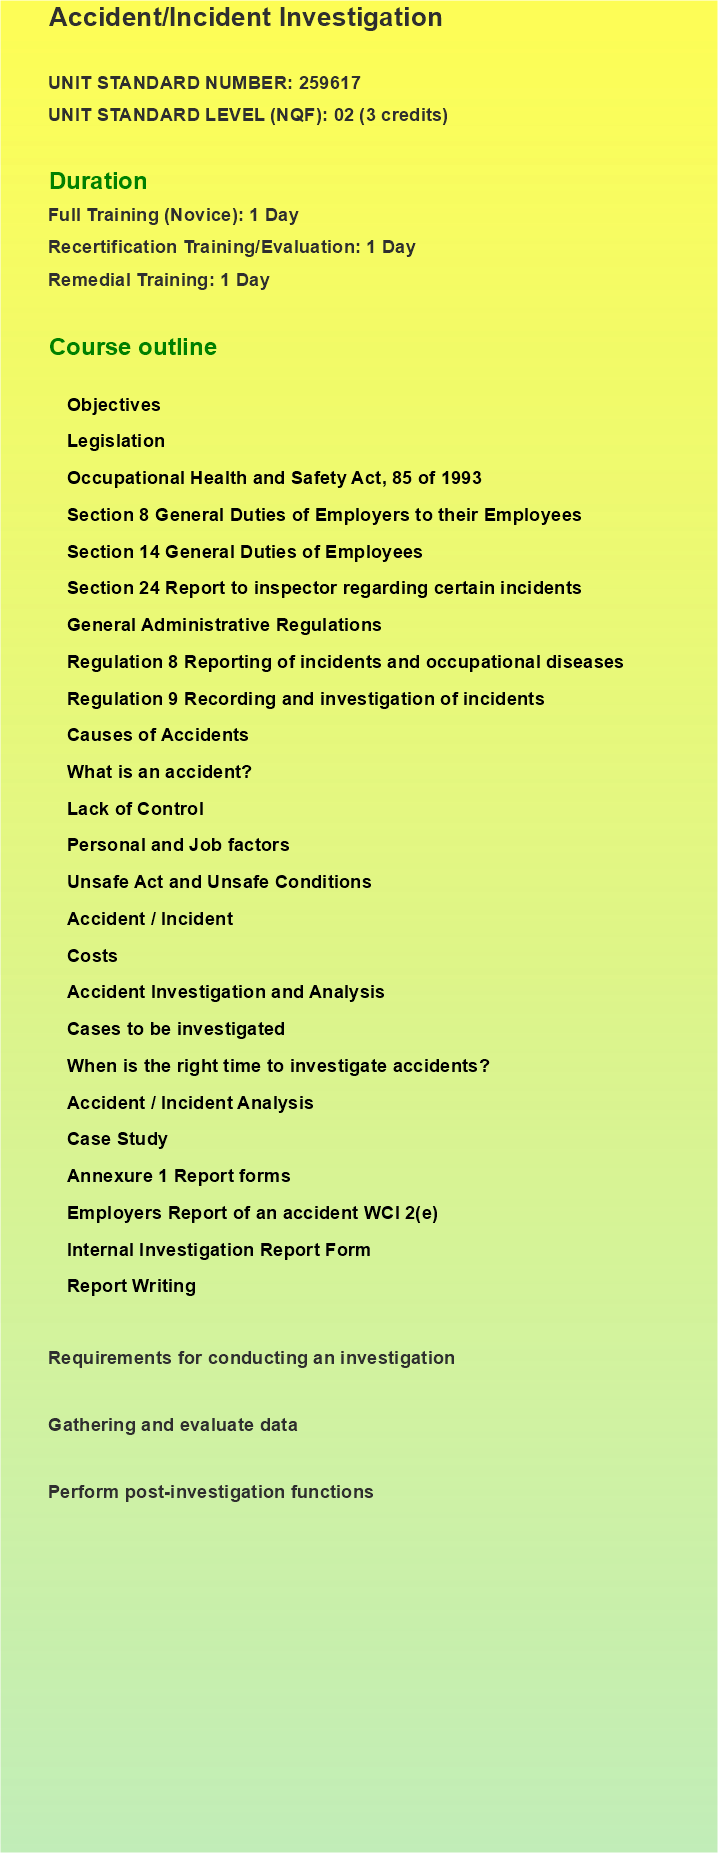 Accident/Incident Investigation
UNIT STANDARD NUMBER: 259617
UNIT STANDARD LEVEL (NQF): 02 (3 credits)
Duration
Full Training (Novice): 1 Day
Recertification Training/Evaluation: 1 Day
Remedial Training: 1 Day
Course outline
Objectives
Legislation
Occupational Health and Safety Act, 85 of 1993
Section 8 General Duties of Employers to their Employees
Section 14 General Duties of Employees
Section 24 Report to inspector regarding certain incidents
General Administrative Regulations
Regulation 8 Reporting of incidents and occupational diseases
Regulation 9 Recording and investigation of incidents
Causes of Accidents
What is an accident?
Lack of Control
Personal and Job factors
Unsafe Act and Unsafe Conditions
Accident / Incident
Costs
Accident Investigation and Analysis
Cases to be investigated
When is the right time to investigate accidents?
Accident / Incident Analysis
Case Study
Annexure 1 Report forms
Employers Report of an accident WCI 2(e)
Internal Investigation Report Form
Report Writing
Requirements for conducting an investigation
Gathering and evaluate data
Perform post-investigation functions